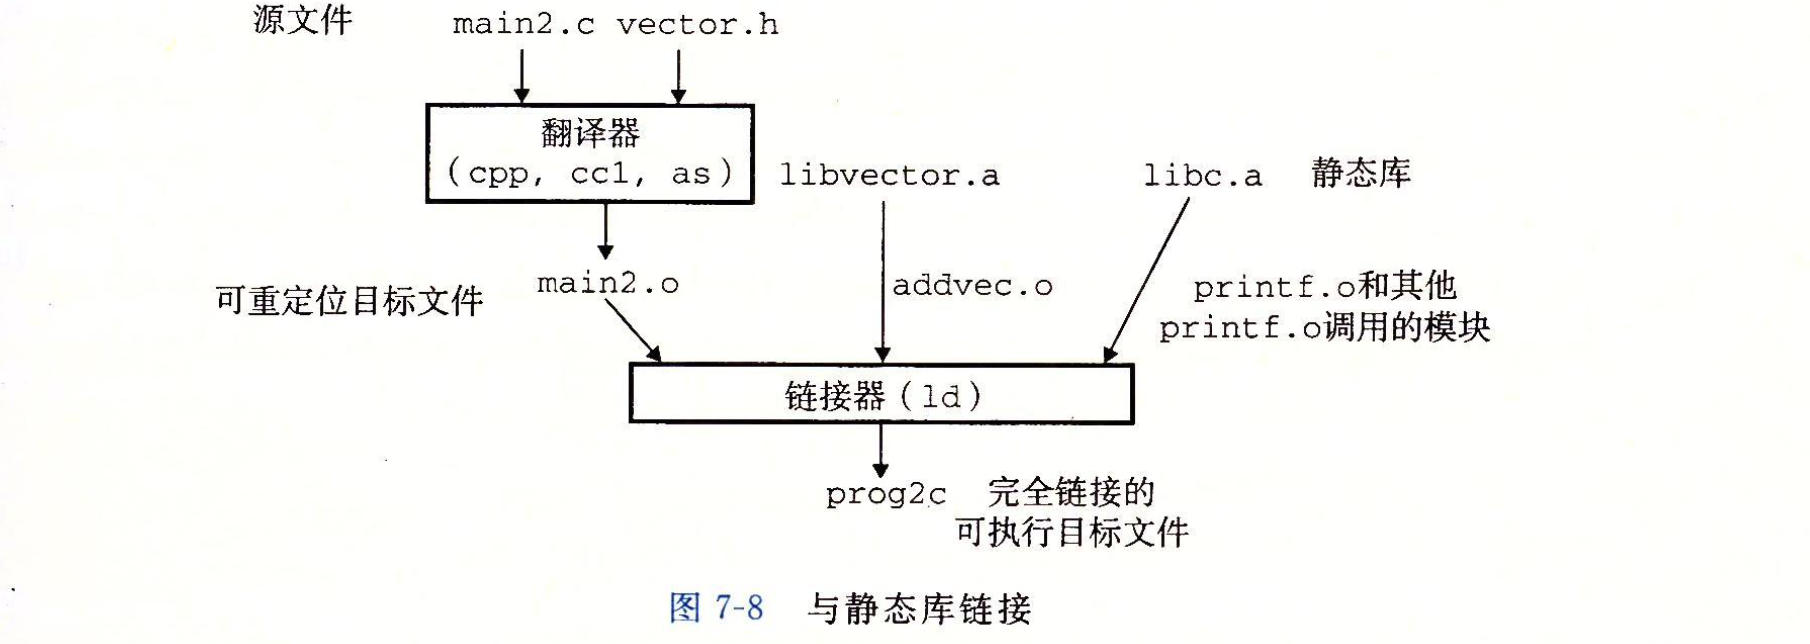 源文件 main2.c vector.h
翻译器
(cpp, cc1, as) libvector.a libc.a 静态库
可重定位目标文件 main2.o addvec.o printf.o和其他
printf.o调用的模块
链接器(ld)
prog2c 完全链接的
可执行目标文件
图 7-8 与静态库链接